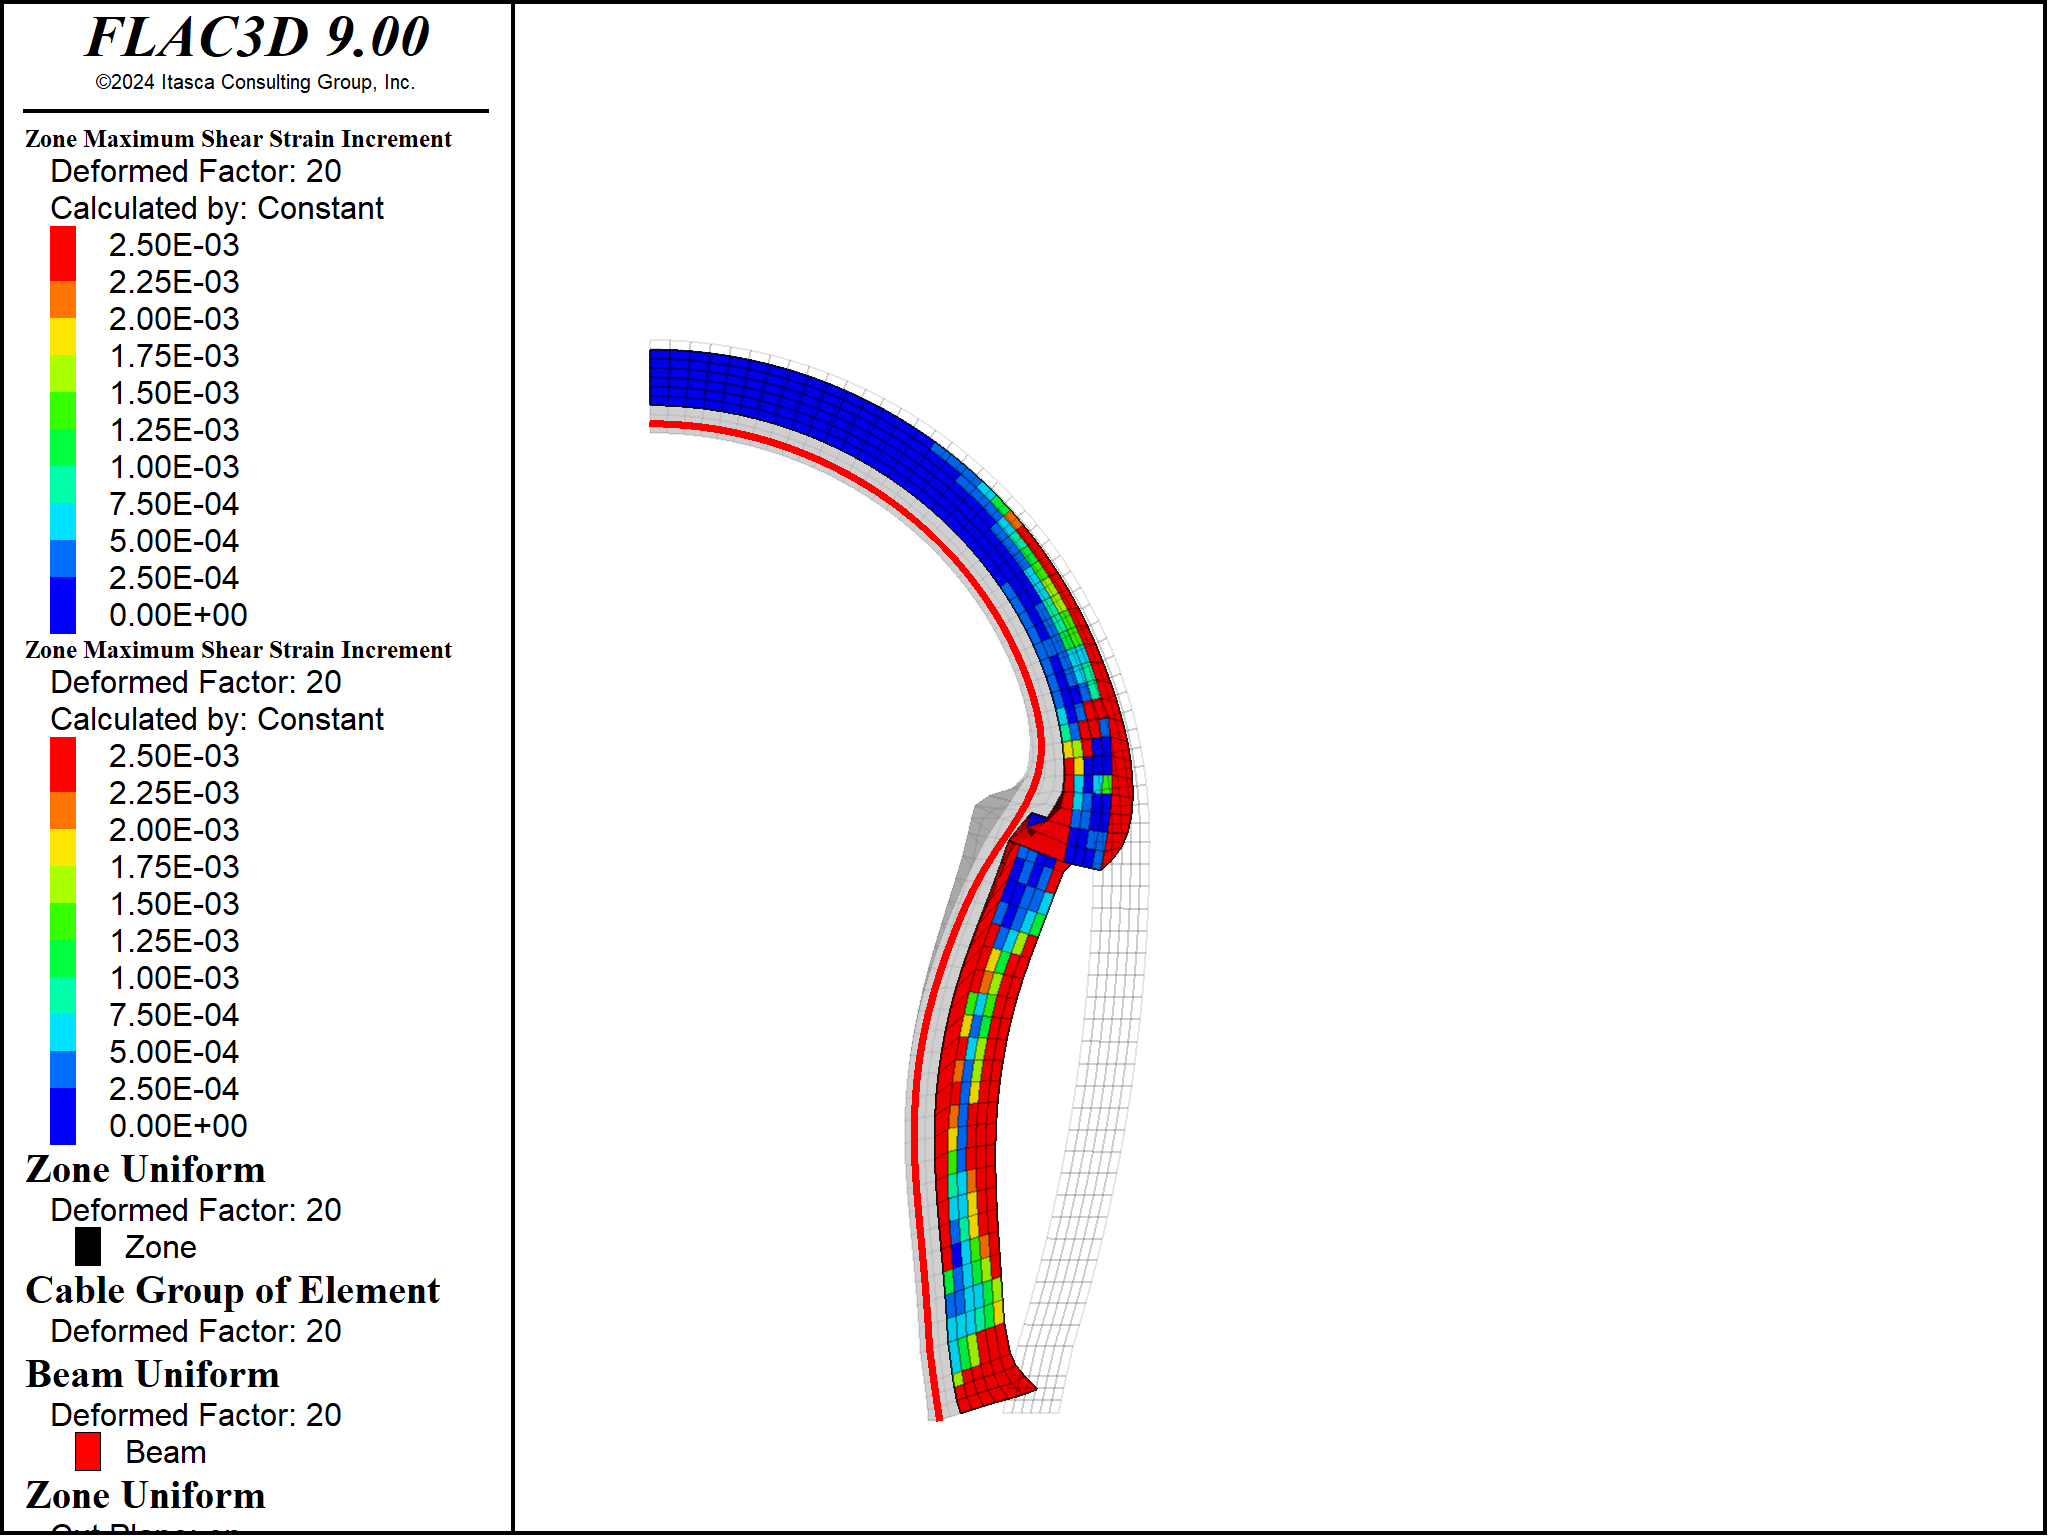 FLAC3D 9.00
©2024 Itasca Consulting Group, Inc.
Zone Maximum Shear Strain Increment
Deformed Factor: 20
Calculated by: Constant
2.50E-03
2.25E-03
2.00E-03
1.75E-03
1.50E-03
1.25E-03
1.00E-03
7.50E-04
5.00E-04
2.50E-04
0.00E+00
Zone Maximum Shear Strain Increment
Deformed Factor: 20
Calculated by: Constant
2.50E-03
2.25E-03
2.00E-03
1.75E-03
1.50E-03
1.25E-03
1.00E-03
7.50E-04
5.00E-04
2.50E-04
0.00E+00
Zone Uniform
Deformed Factor: 20
Zone
Cable Group of Element
Deformed Factor: 20
Beam Uniform
Deformed Factor: 20
Beam
Zone Uniform